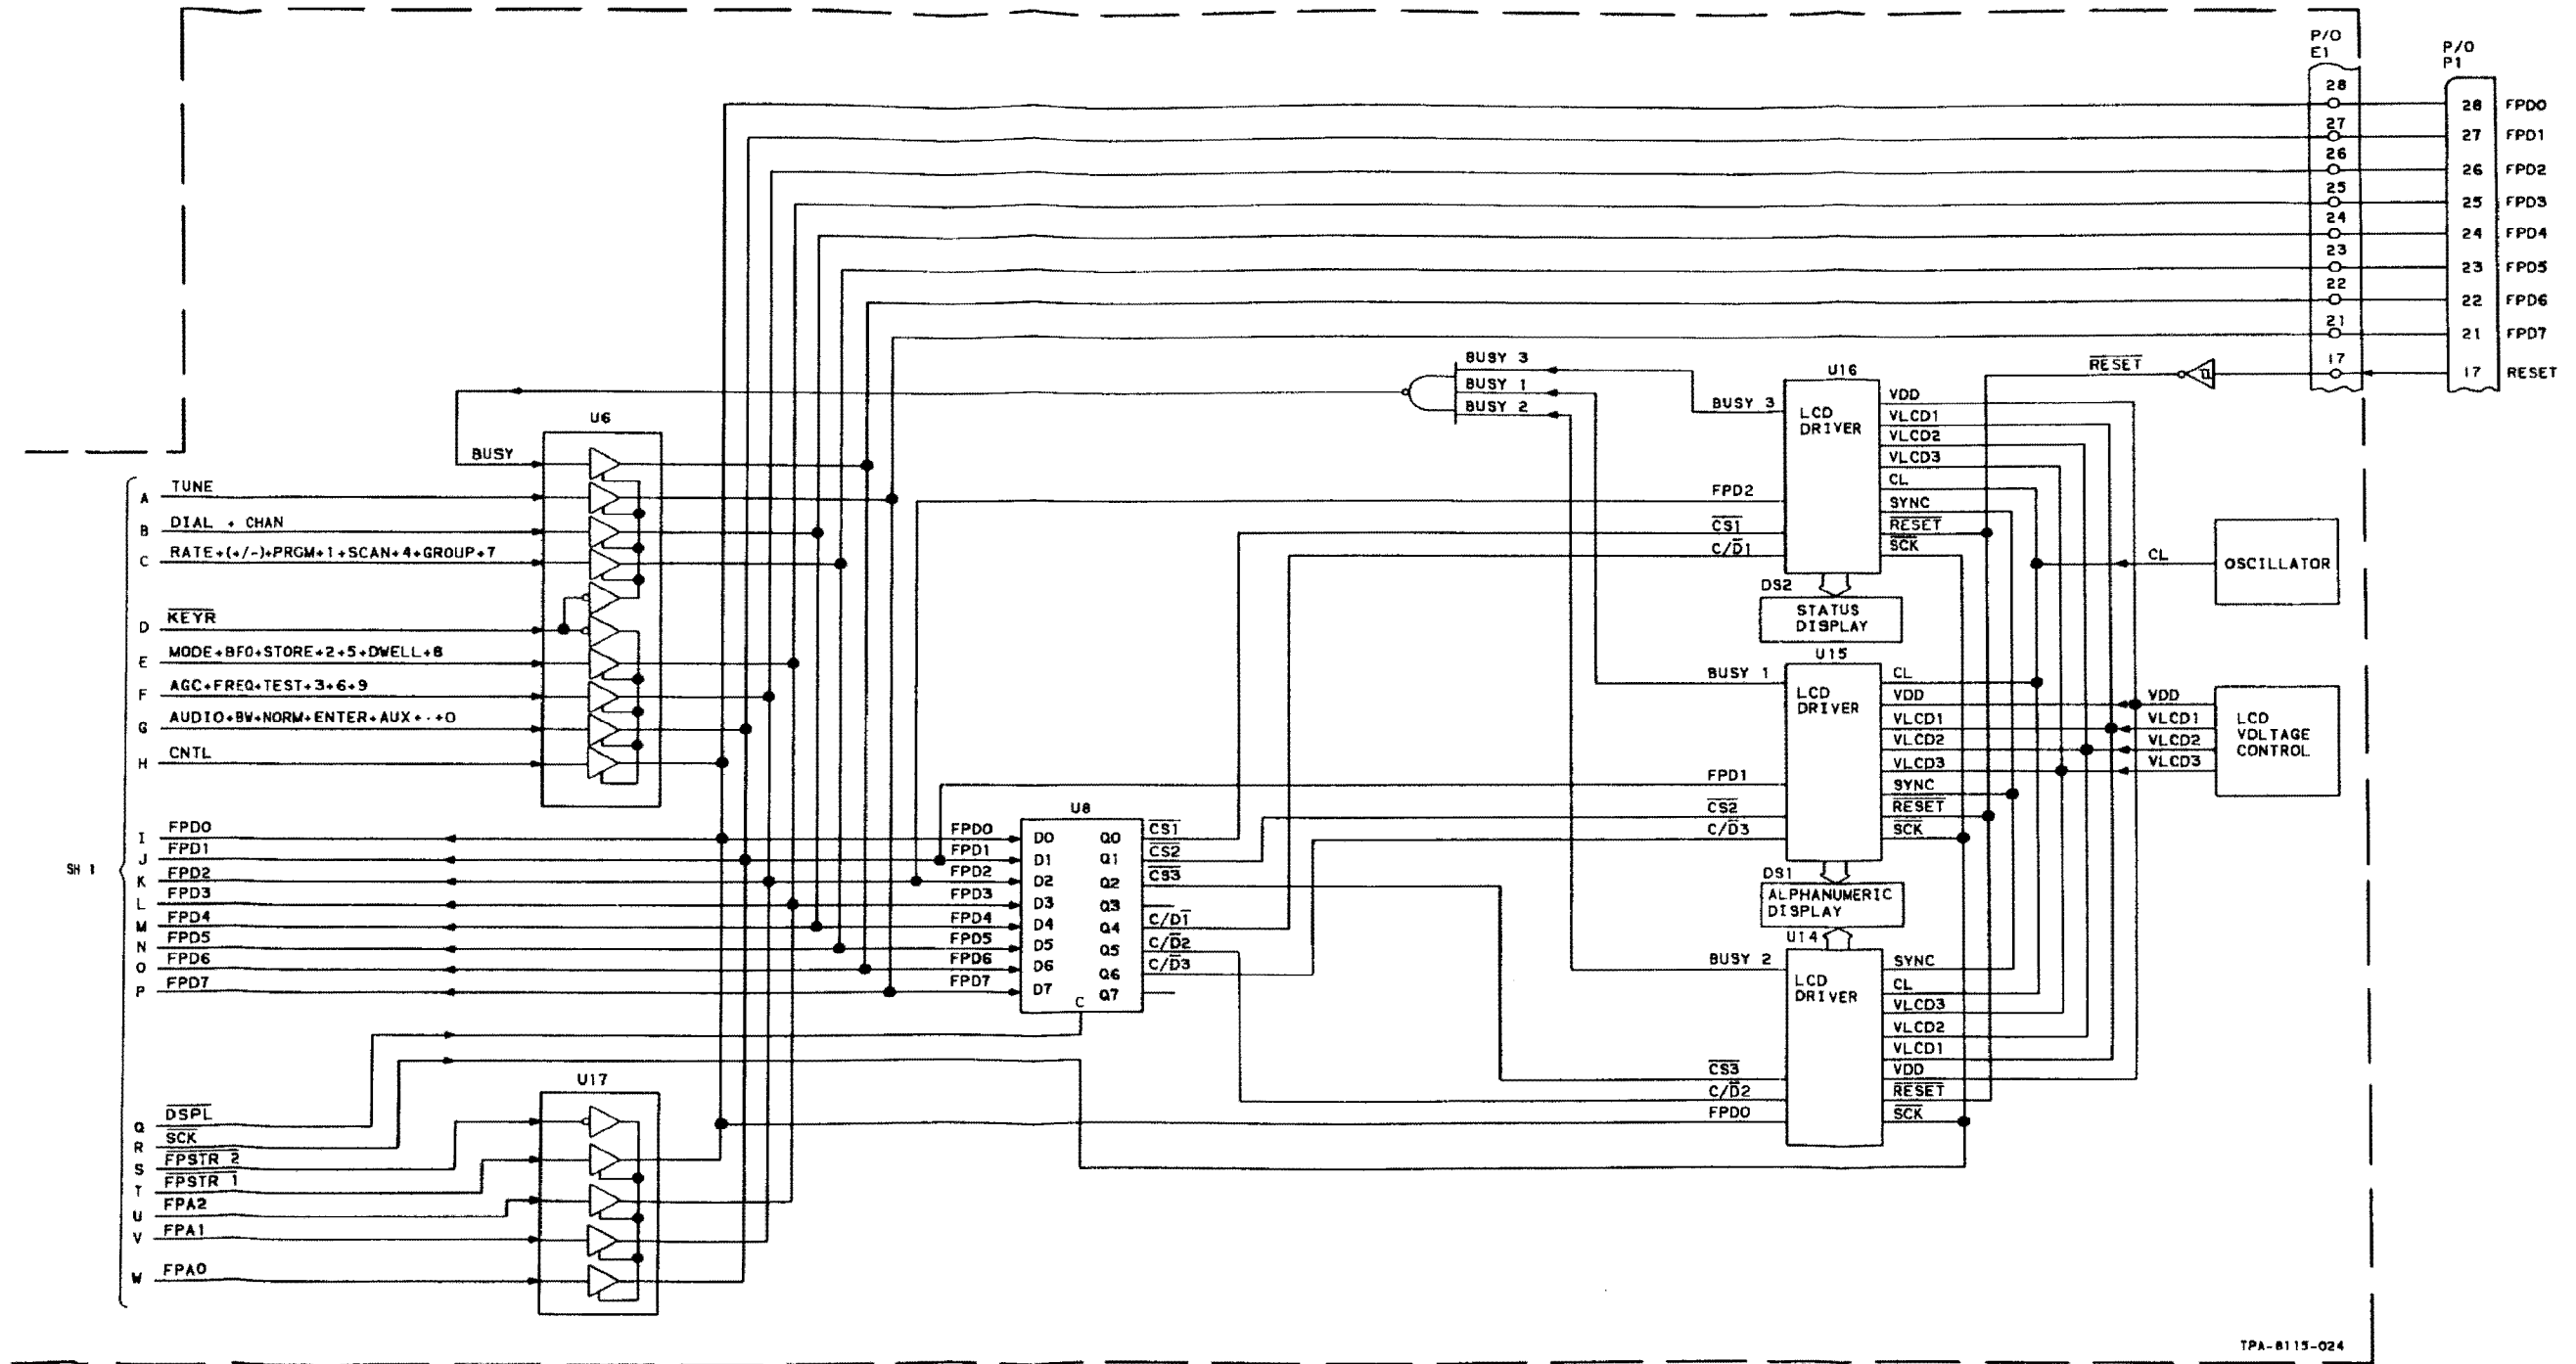 P/O
E1
P/O
P1
28
28 FPD0
27
27 FPD1
26
26 FPD2
25
25 FPD3
24
24 FPD4
23
23 FPD5
22
22 FPD6
21
21 FPD7
17
17 RESET
RESET
BUSY 3
BUSY 1
BUSY 2
U16
BUSY 3
LCD
DRIVER
FPD2
CS1
C/D1
VDD
VLCD1
VLCD2
VLCD3
CL
SYNC
RESET
SCK
DS2
STATUS
DISPLAY
CL
OSCILLATOR
U15
BUSY 1
LCD
DRIVER
FPD1
CS2
C/D3
CL
VDD
VLCD1
VLCD2
VLCD3
SYNC
RESET
SCK
VDD
VLCD1
VLCD2
VLCD3
LCD
VOLTAGE
CONTROL
DS1
ALPHANUMERIC
DISPLAY
U14
BUSY 2
LCD
DRIVER
CS3
C/D2
FPD0
SYNC
CL
VLCD3
VLCD2
VLCD1
VDD
RESET
SCK
U6
BUSY
SH 1
A TUNE
B DIAL + CHAN
C RATE+(+/-)+PRGM+1+SCAN+4+GROUP+7
D KEYR
E MODE+BFO+STORE+2+5+DWELL+8
F AGC+FREQ+TEST+3+6+9
G AUDIO+BW+NORM+ENTER+AUX+·+0
H CNTL
I FPD0
J FPD1
K FPD2
L FPD3
M FPD4
N FPD5
O FPD6
P FPD7
U8
FPD0 D0 Q0 CS1
FPD1 D1 Q1 CS2
FPD2 D2 Q2 CS3
FPD3 D3 Q3
FPD4 D4 Q4 C/D1
FPD5 D5 Q5 C/D2
FPD6 D6 Q6 C/D3
FPD7 D7 Q7
C
U17
Q DSPL
R SCK
S FPSTR 2
T FPSTR 1
U FPA2
V FPA1
W FPA0
TPA-8115-024